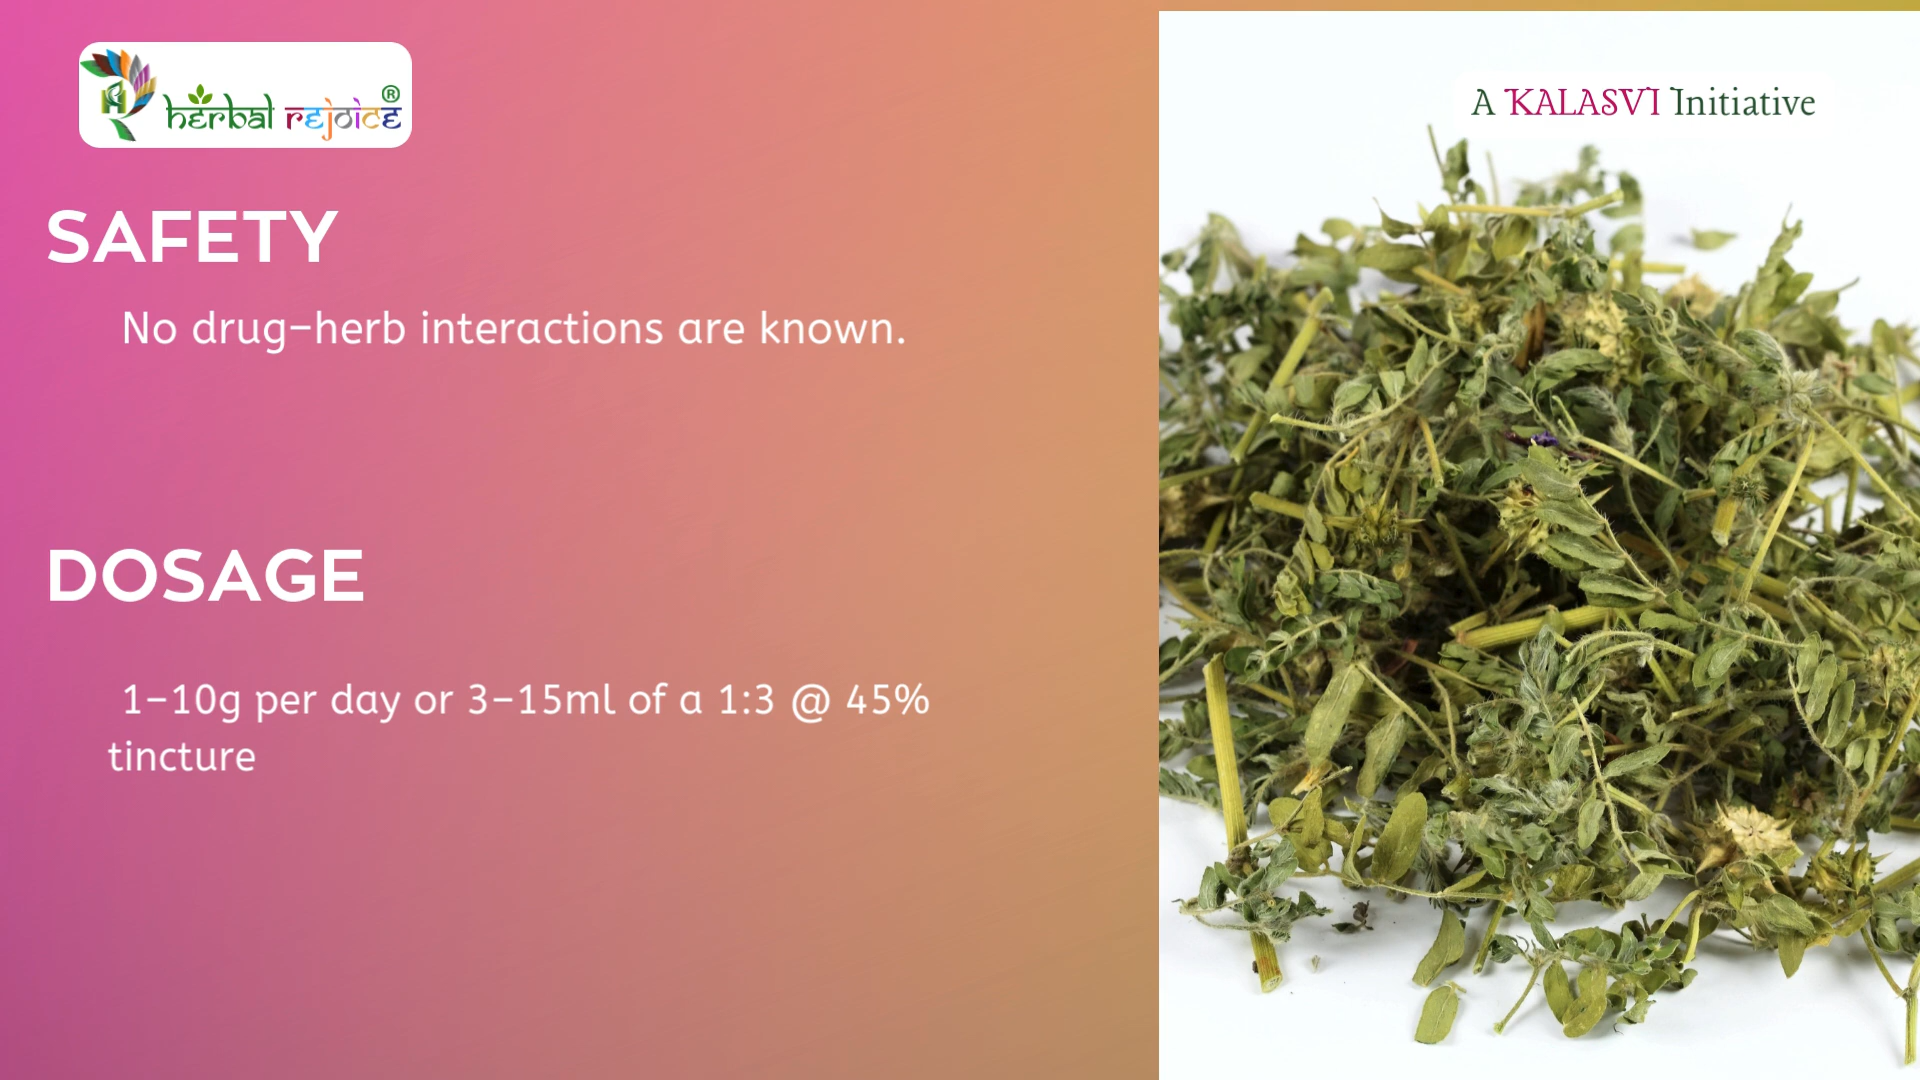 herbal rejoice®
A KALASVI Initiative
SAFETY
No drug–herb interactions are known.
DOSAGE
1–10g per day or 3–15ml of a 1:3 @ 45%
tincture